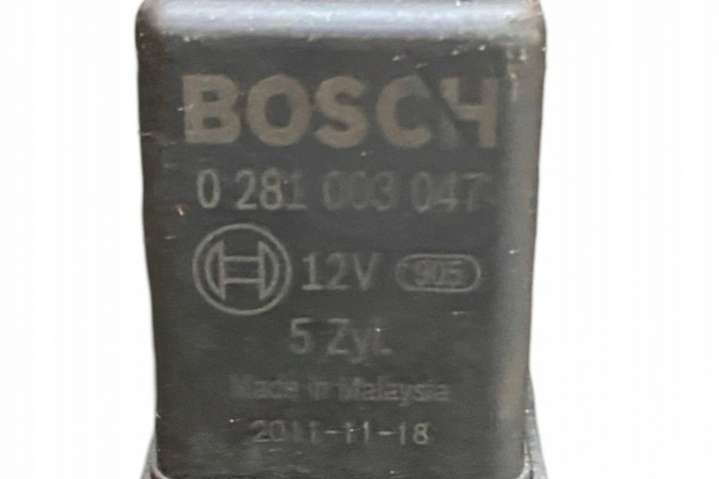 BOSCH
0 281 003 047
12V 905
5 Zyl.
Made in Malaysia
2011-11-18